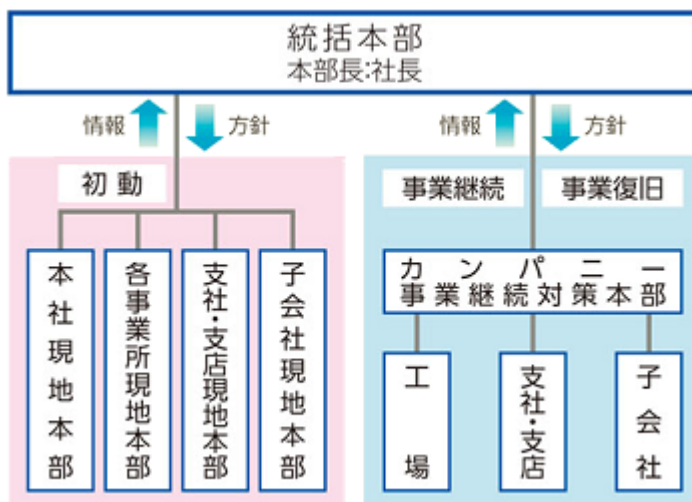 統括本部
本部長:社長
情報
方針
情報
方針
初動
本社現地本部
各事業所現地本部
支社・支店現地本部
子会社現地本部
事業継続
事業復旧
カンパニー
事業継続対策本部
工場
支社・支店
子会社